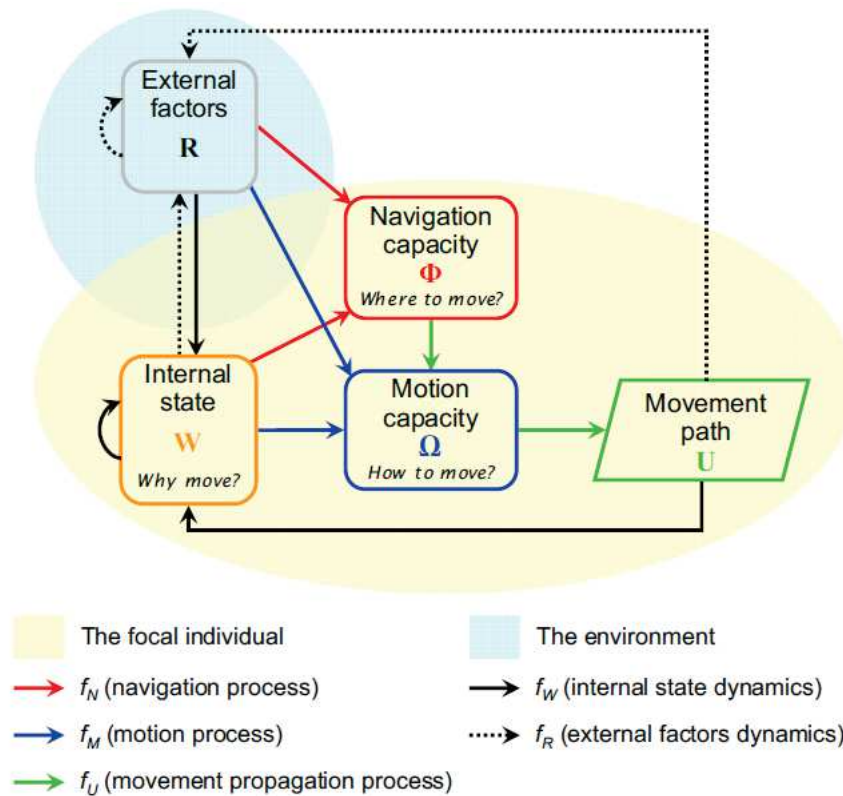 External
factors
R
Navigation
capacity
Φ
Where to move?
Internal
state
W
Why move?
Motion
capacity
Ω
How to move?
Movement
path
U
The focal individual
The environment
f_N (navigation process)
f_W (internal state dynamics)
f_M (motion process)
f_R (external factors dynamics)
f_U (movement propagation process)